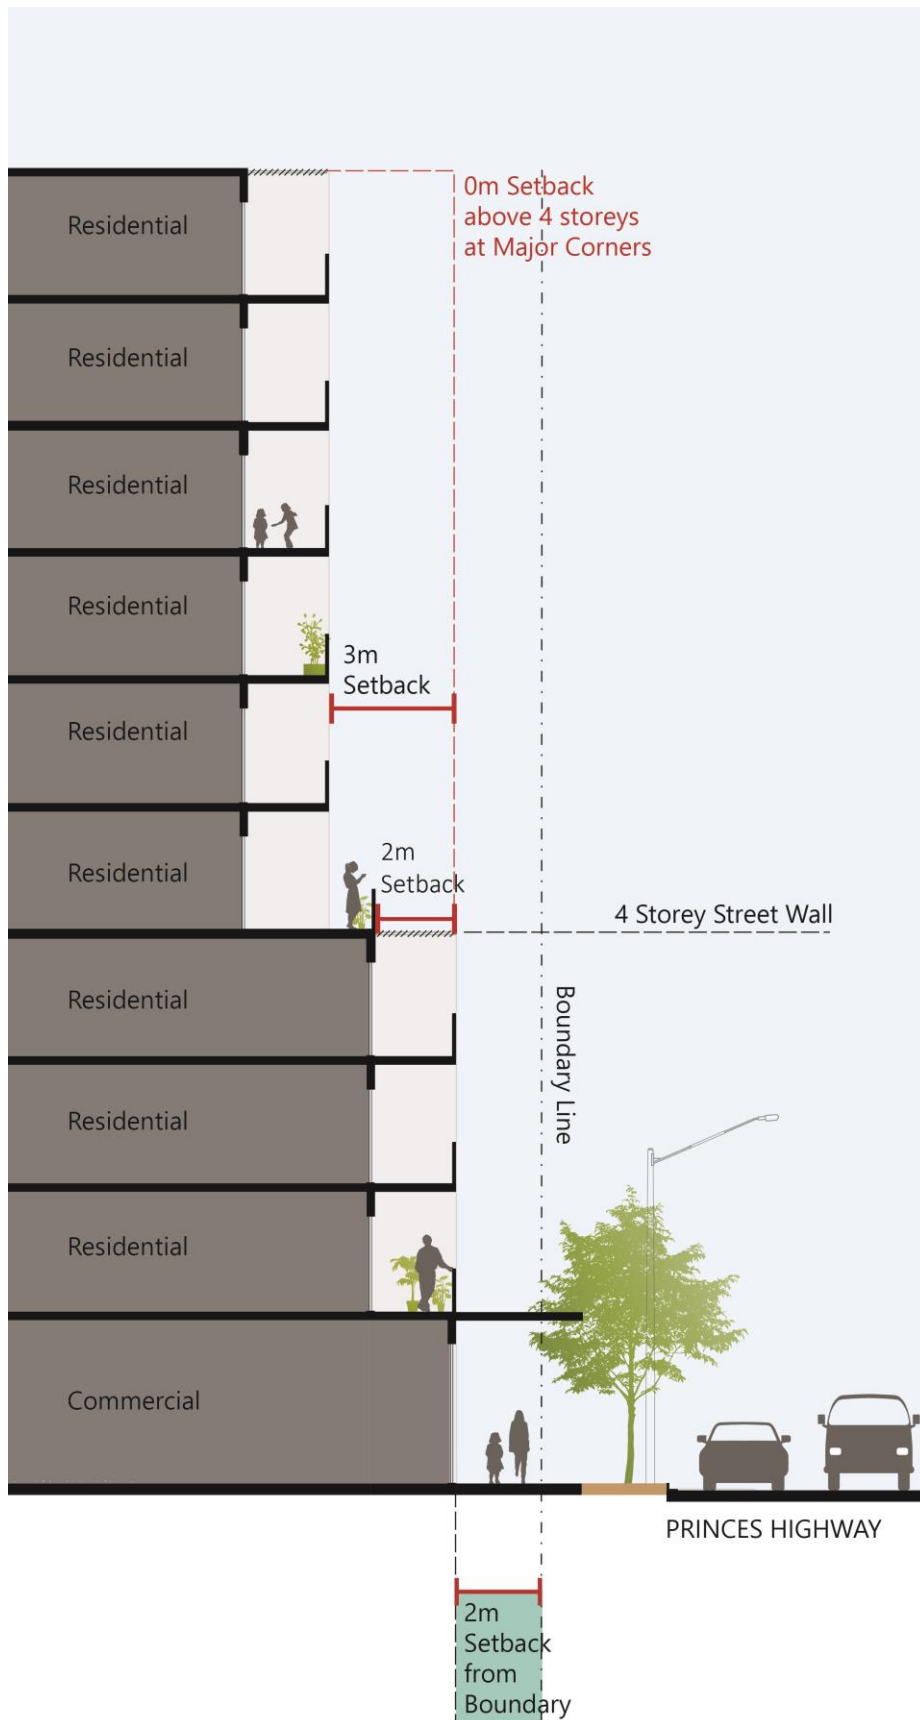 0m Setback
above 4 storeys
at Major Corners
Residential
Residential
Residential
Residential
3m
Setback
Residential
2m
Setback
Residential
4 Storey Street Wall
Residential
Boundary Line
Residential
Residential
Commercial
PRINCES HIGHWAY
2m
Setback
from
Boundary